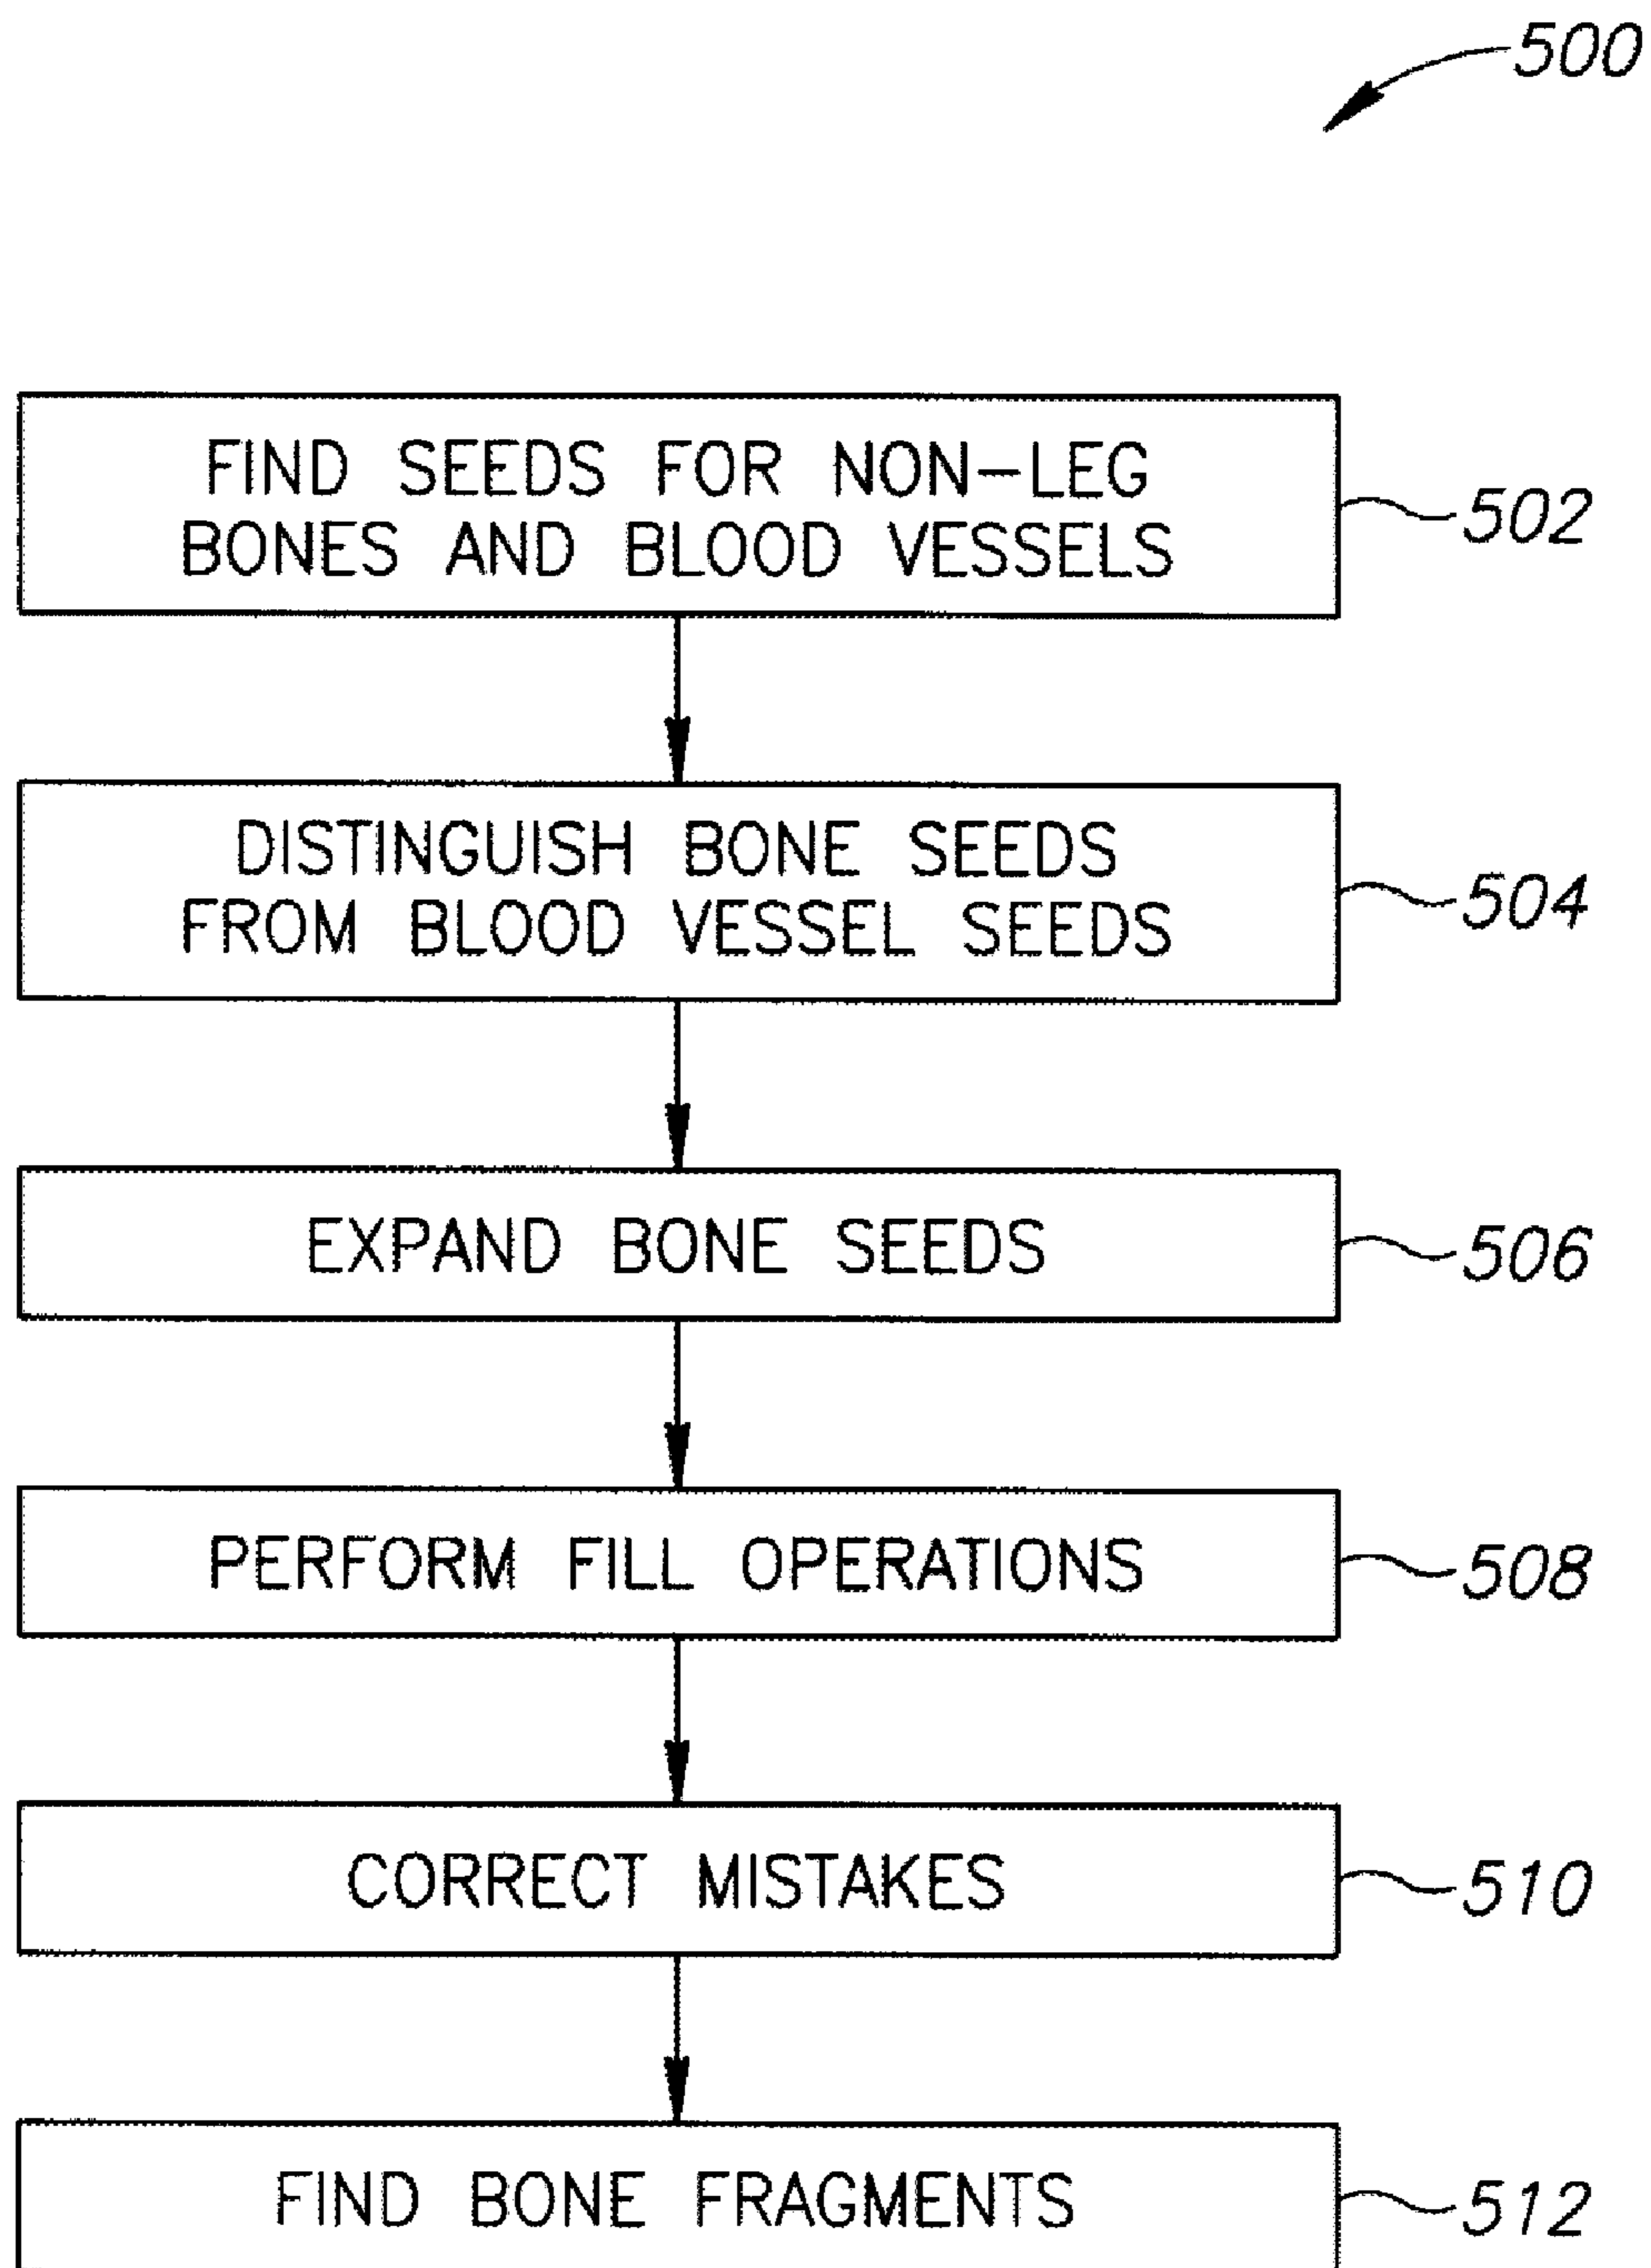 500
FIND SEEDS FOR NON-LEG
BONES AND BLOOD VESSELS
502
DISTINGUISH BONE SEEDS
FROM BLOOD VESSEL SEEDS
504
EXPAND BONE SEEDS
506
PERFORM FILL OPERATIONS
508
CORRECT MISTAKES
510
FIND BONE FRAGMENTS
512